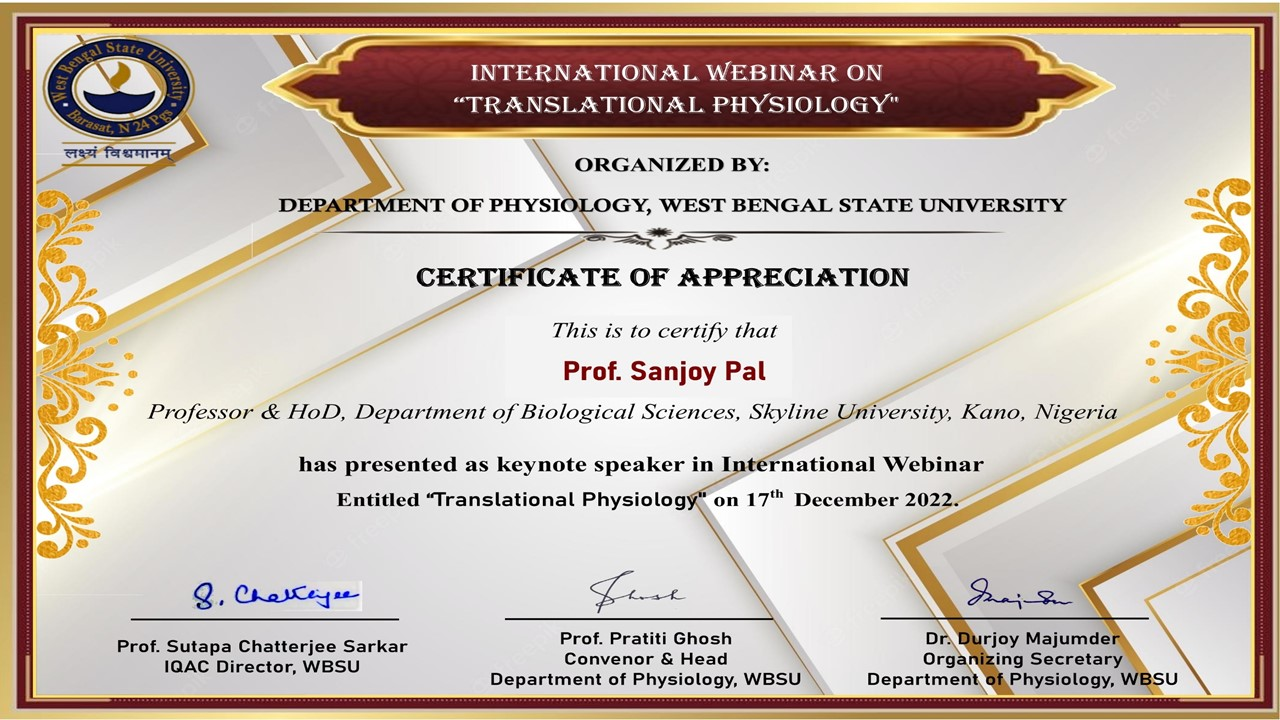 West Bengal State University
Barasat, N 24 Pgs
लक्ष्यं विश्वमानम्
INTERNATIONAL WEBINAR ON
“TRANSLATIONAL PHYSIOLOGY"
ORGANIZED BY:
DEPARTMENT OF PHYSIOLOGY, WEST BENGAL STATE UNIVERSITY
CERTIFICATE OF APPRECIATION
This is to certify that
Prof. Sanjoy Pal
Professor & HoD, Department of Biological Sciences, Skyline University, Kano, Nigeria
has presented as keynote speaker in International Webinar
Entitled “Translational Physiology" on 17th December 2022.
S. Chatterjee
Prof. Sutapa Chatterjee Sarkar
IQAC Director, WBSU
Ghosh
Prof. Pratiti Ghosh
Convenor & Head
Department of Physiology, WBSU
Dr. Durjoy Majumder
Organizing Secretary
Department of Physiology, WBSU